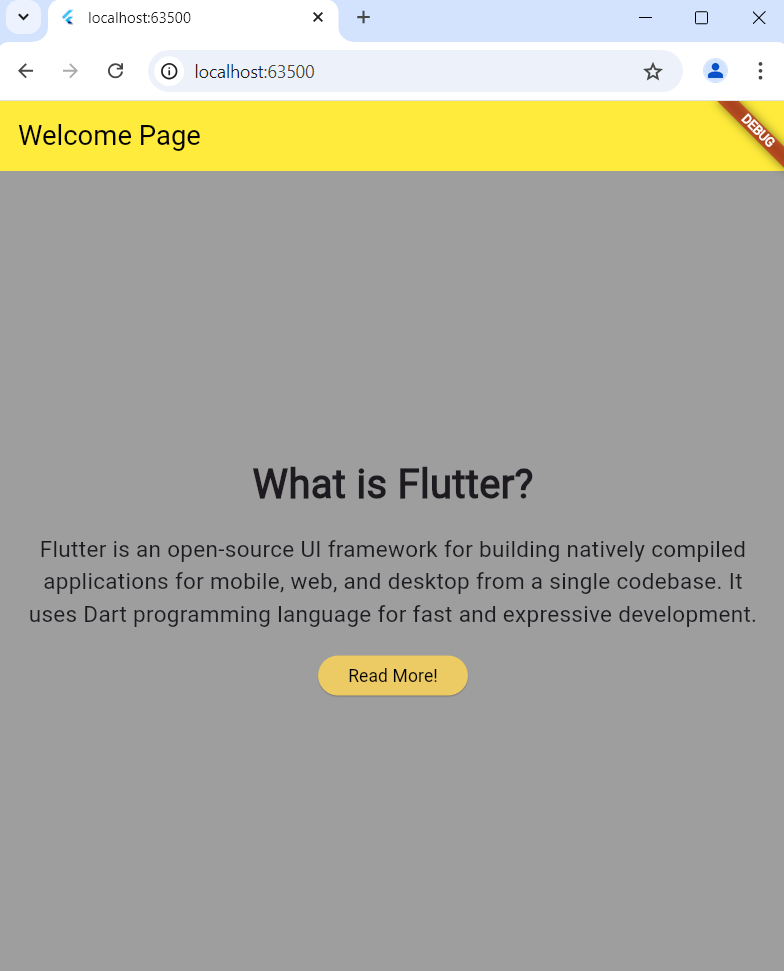 localhost:63500
localhost:63500
Welcome Page
DEBUG
What is Flutter?
Flutter is an open-source UI framework for building natively compiled
applications for mobile, web, and desktop from a single codebase. It
uses Dart programming language for fast and expressive development.
Read More!